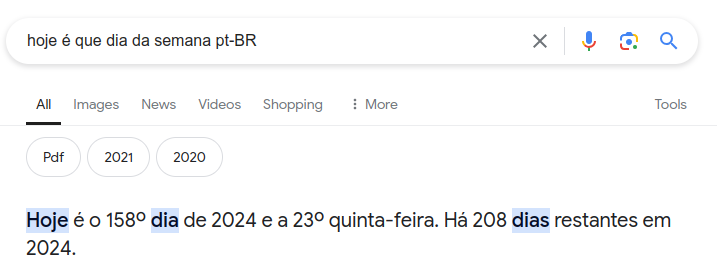 hoje é que dia da semana pt-BR
All Images News Videos Shopping More Tools
Pdf 2021 2020
Hoje é o 158º dia de 2024 e a 23º quinta-feira. Há 208 dias restantes em
2024.